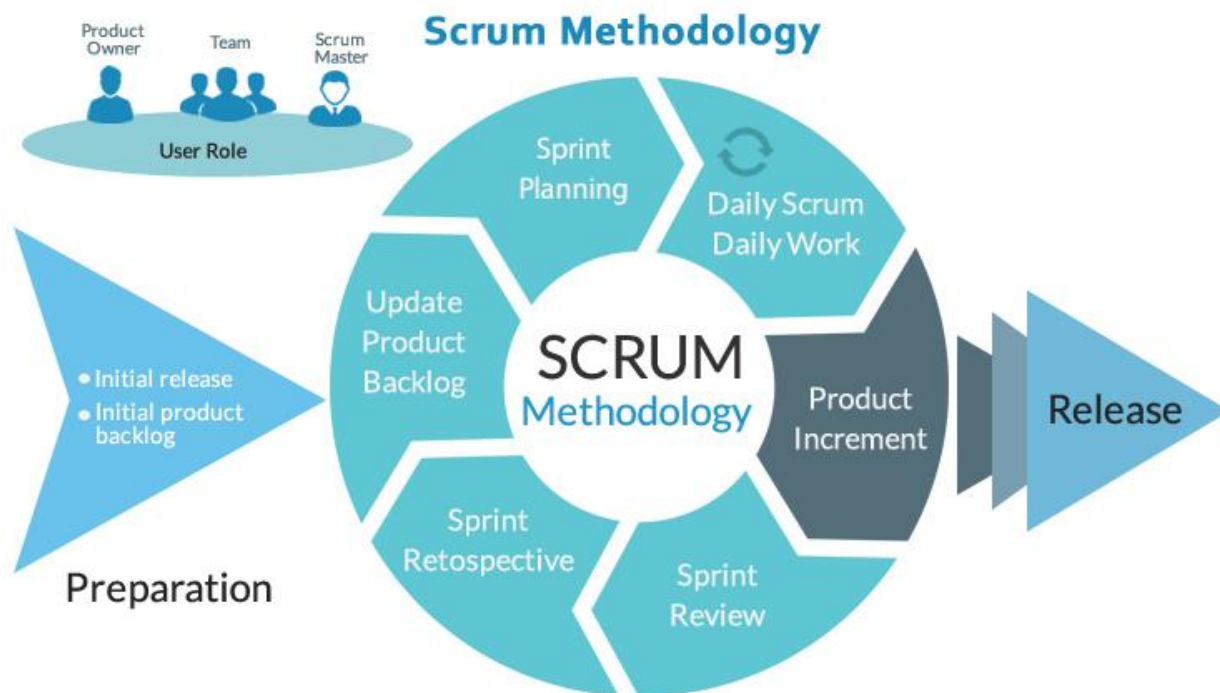 Scrum Methodology
Product
Owner
Team
Scrum
Master
User Role
Sprint
Planning
Daily Scrum
Daily Work
Update
Product
Backlog
SCRUM
Methodology
Product
Increment
Release
• Initial release
• Initial product
backlog
Sprint
Retospective
Sprint
Review
Preparation